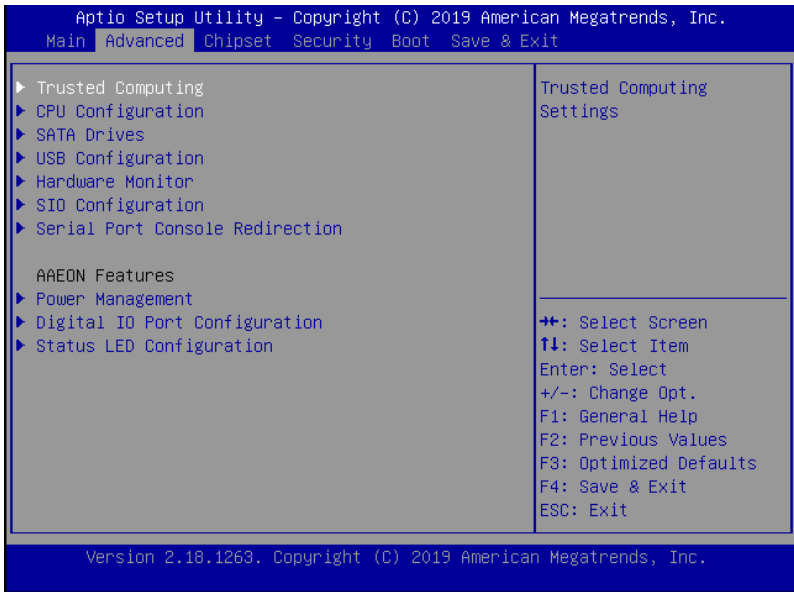 Aptio Setup Utility – Copyright (C) 2019 American Megatrends, Inc.
Main Advanced Chipset Security Boot Save & Exit
Trusted Computing
CPU Configuration
SATA Drives
USB Configuration
Hardware Monitor
SIO Configuration
Serial Port Console Redirection
AAEON Features
Power Management
Digital IO Port Configuration
Status LED Configuration
Trusted Computing
Settings
→←: Select Screen
↑↓: Select Item
Enter: Select
+/-: Change Opt.
F1: General Help
F2: Previous Values
F3: Optimized Defaults
F4: Save & Exit
ESC: Exit
Version 2.18.1263. Copyright (C) 2019 American Megatrends, Inc.